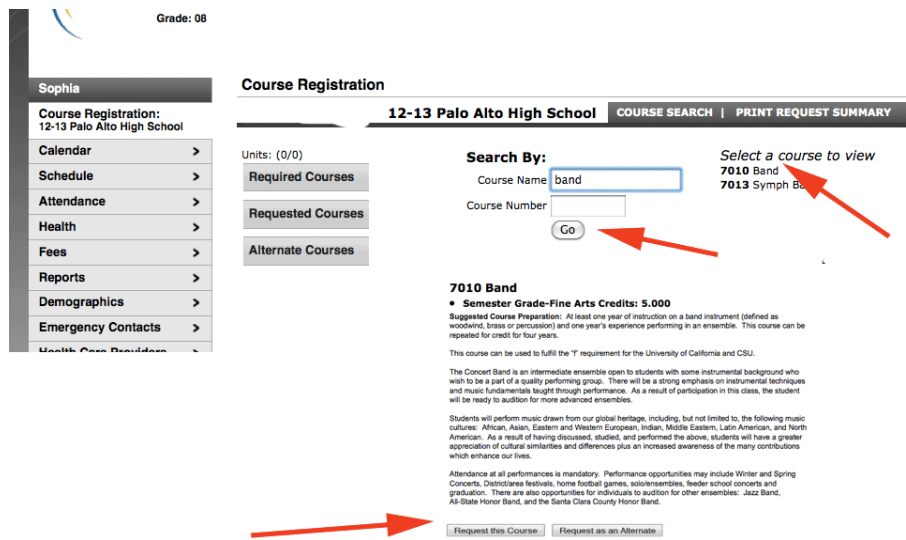 Grade: 08
Sophia
Course Registration:
12-13 Palo Alto High School
Calendar >
Schedule >
Attendance >
Health >
Fees >
Reports >
Demographics >
Emergency Contacts >
Health Care Providers
Course Registration
12-13 Palo Alto High School COURSE SEARCH | PRINT REQUEST SUMMARY
Units: (0/0)
Required Courses
Requested Courses
Alternate Courses
Search By:
Course Name band
Course Number
Go
Select a course to view
7010 Band
7013 Symph
7010 Band
• Semester Grade-Fine Arts Credits: 5.000
Suggested Course Preparation: At least one year of instruction on a band instrument (defined as
woodwind, brass or percussion) and one year's experience performing in an ensemble. This course can be
repeated for credit for four years.
This course can be used to fulfill the "f" requirement for the University of California and CSU.
The Concert Band is an intermediate ensemble open to students with some instrumental background who
wish to be a part of a quality performing group. There will be a strong emphasis on instrumental techniques
and music fundamentals taught through performance. As a result of participation in this class, the student
will be ready to audition for more advanced ensembles.
Students will perform music drawn from our global heritage, including, but not limited to, the following music
cultures: African, Asian, Eastern and Western European, Indian, Middle Eastern, Latin American, and North
American. As a result of having discussed, studied, and performed the above, students will have a greater
appreciation of cultural similarities and differences plus an increased awareness of the many contributions
which enhance our lives.
Attendance at all performances is mandatory. Performance opportunities may include Winter and Spring
Concerts, District/area festivals, home football games, solo/ensembles, feeder school concerts and
graduation. There are also opportunities for individuals to audition for other ensembles: Jazz Band,
All-State Honor Band, and the Santa Clara County Honor Band.
Request this Course Request as an Alternate